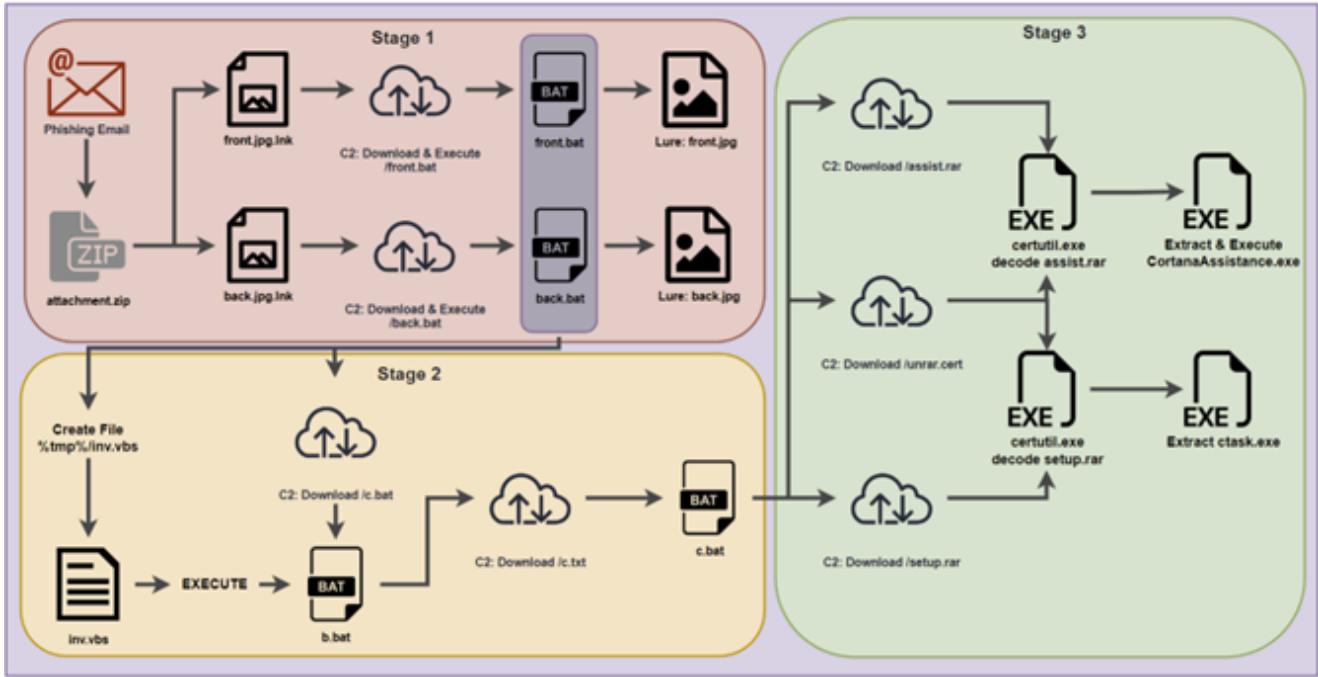 Stage 1
@
Phishing Email
front.jpg.lnk
C2: Download & Execute
/front.bat
BAT
front.bat
Lure: front.jpg
ZIP
attachment.zip
back.jpg.lnk
C2: Download & Execute
/back.bat
BAT
back.bat
Lure: back.jpg
Stage 2
Create File
%tmp%/inv.vbs
inv.vbs
EXECUTE
C2: Download /c.bat
BAT
b.bat
C2: Download /c.txt
BAT
c.bat
Stage 3
C2: Download /assist.rar
EXE
certutil.exe
decode assist.rar
EXE
Extract & Execute
CortanaAssistance.exe
C2: Download /unrar.cert
EXE
certutil.exe
decode setup.rar
EXE
Extract ctask.exe
C2: Download /setup.rar